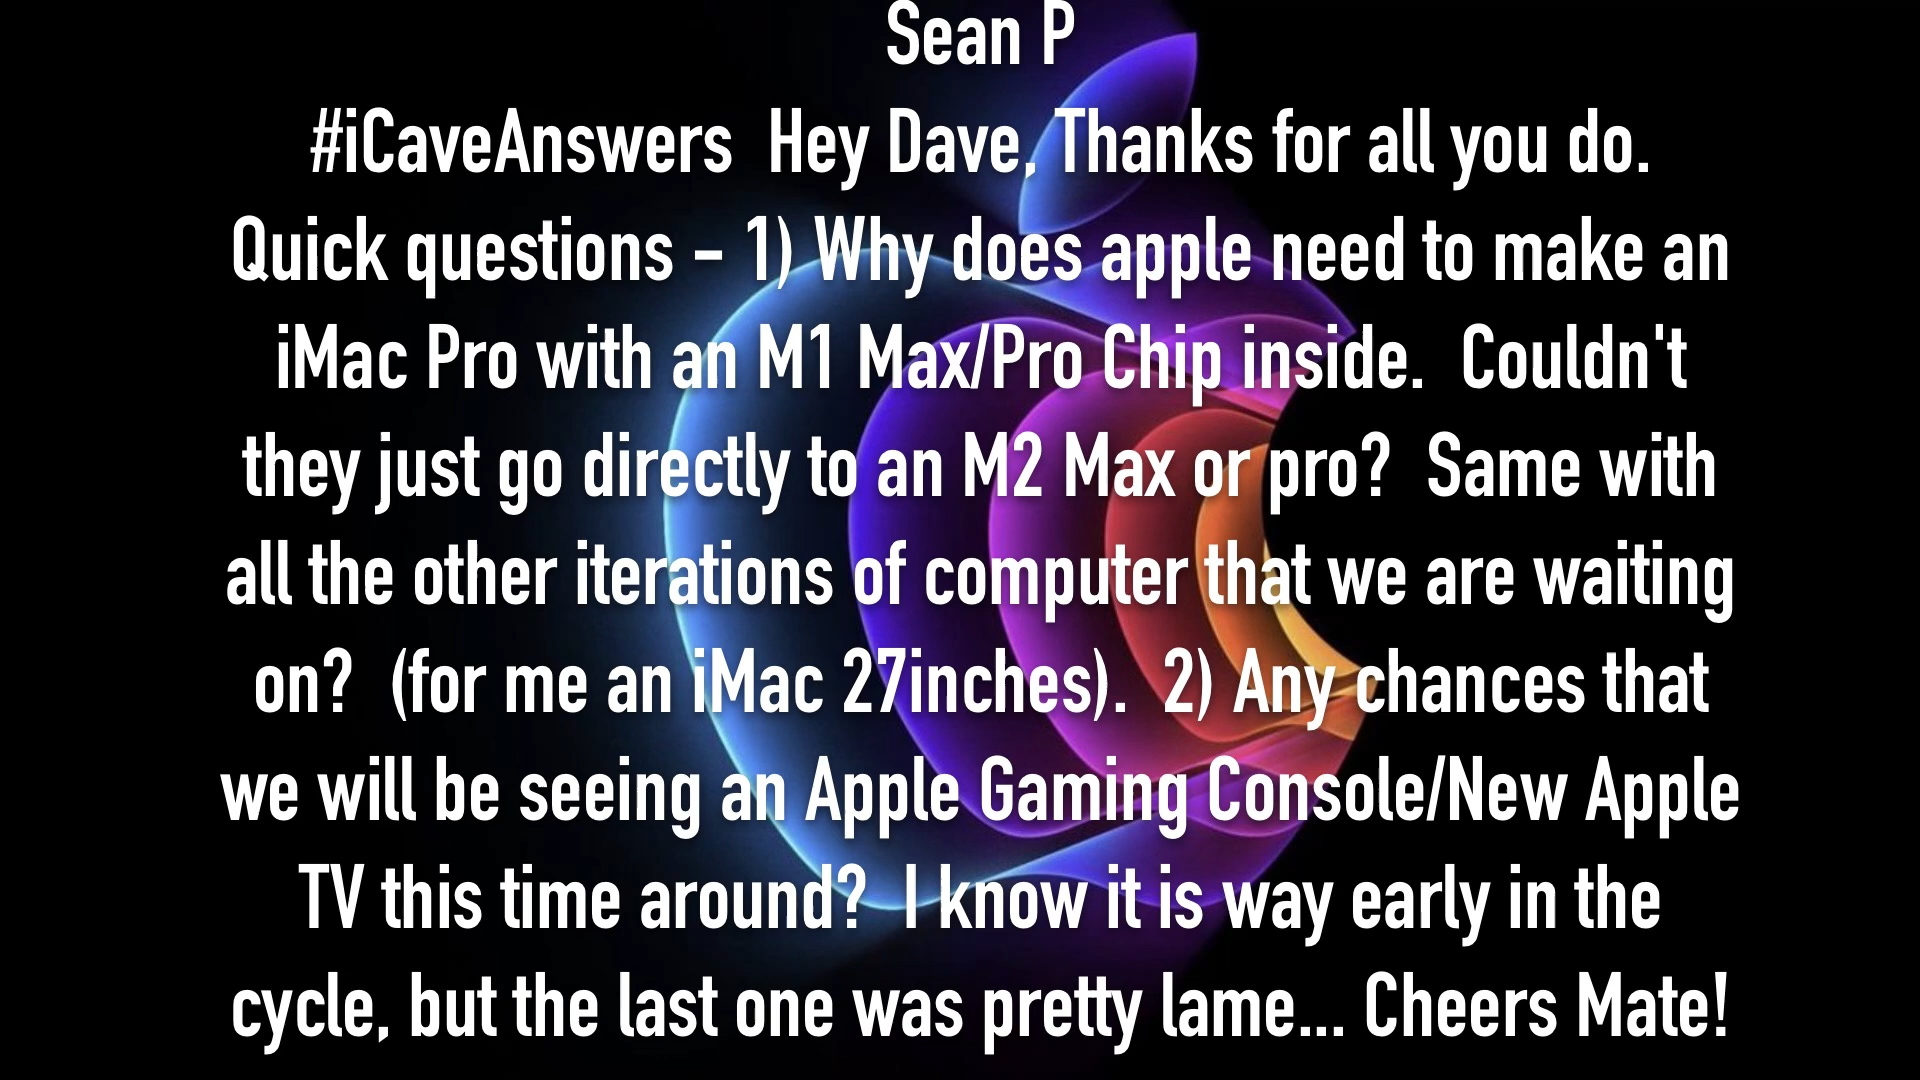 Sean P
#iCaveAnswers  Hey Dave, Thanks for all you do.
Quick questions - 1) Why does apple need to make an
iMac Pro with an M1 Max/Pro Chip inside.  Couldn't
they just go directly to an M2 Max or pro?  Same with
all the other iterations of computer that we are waiting
on?  (for me an iMac 27inches).  2) Any chances that
we will be seeing an Apple Gaming Console/New Apple
TV this time around?  I know it is way early in the
cycle, but the last one was pretty lame... Cheers Mate!